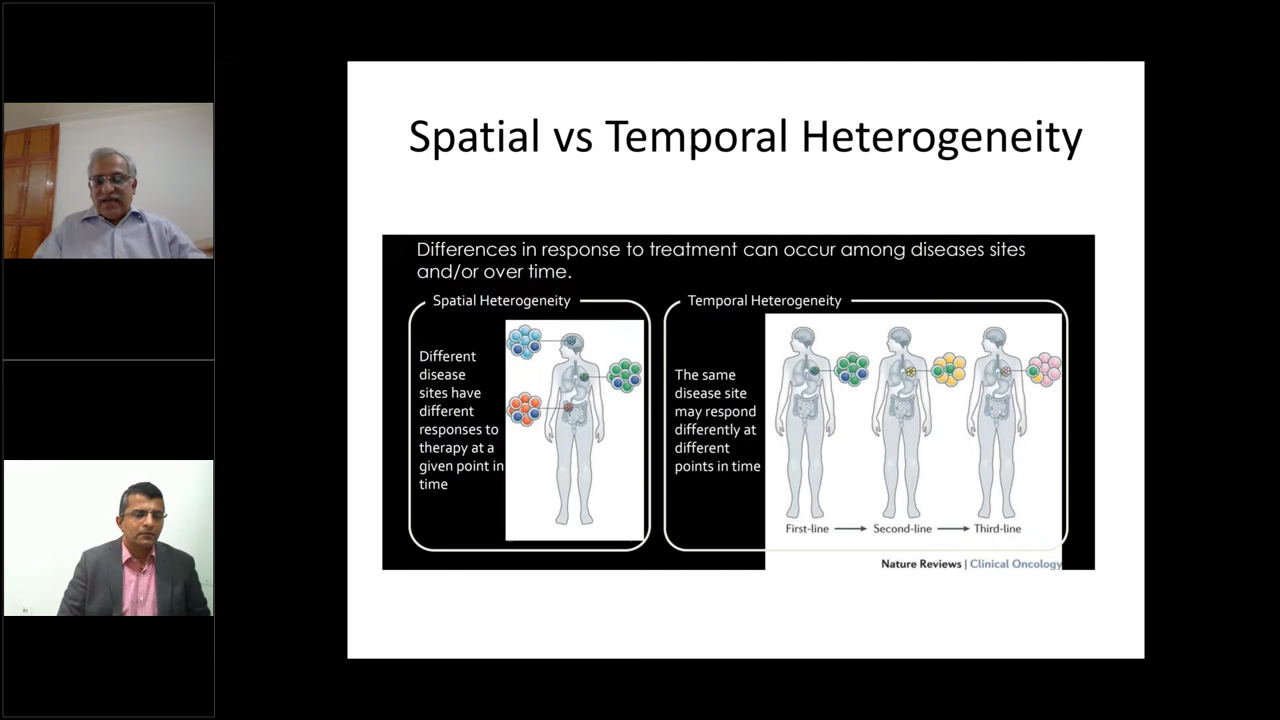 Spatial vs Temporal Heterogeneity
Differences in response to treatment can occur among diseases sites
and/or over time.
Spatial Heterogeneity
Different
disease
sites have
different
responses to
therapy at a
given point in
time
Temporal Heterogeneity
The same
disease site
may respond
differently at
different
points in time
First-line
Second-line
Third-line
Nature Reviews | Clinical Oncology